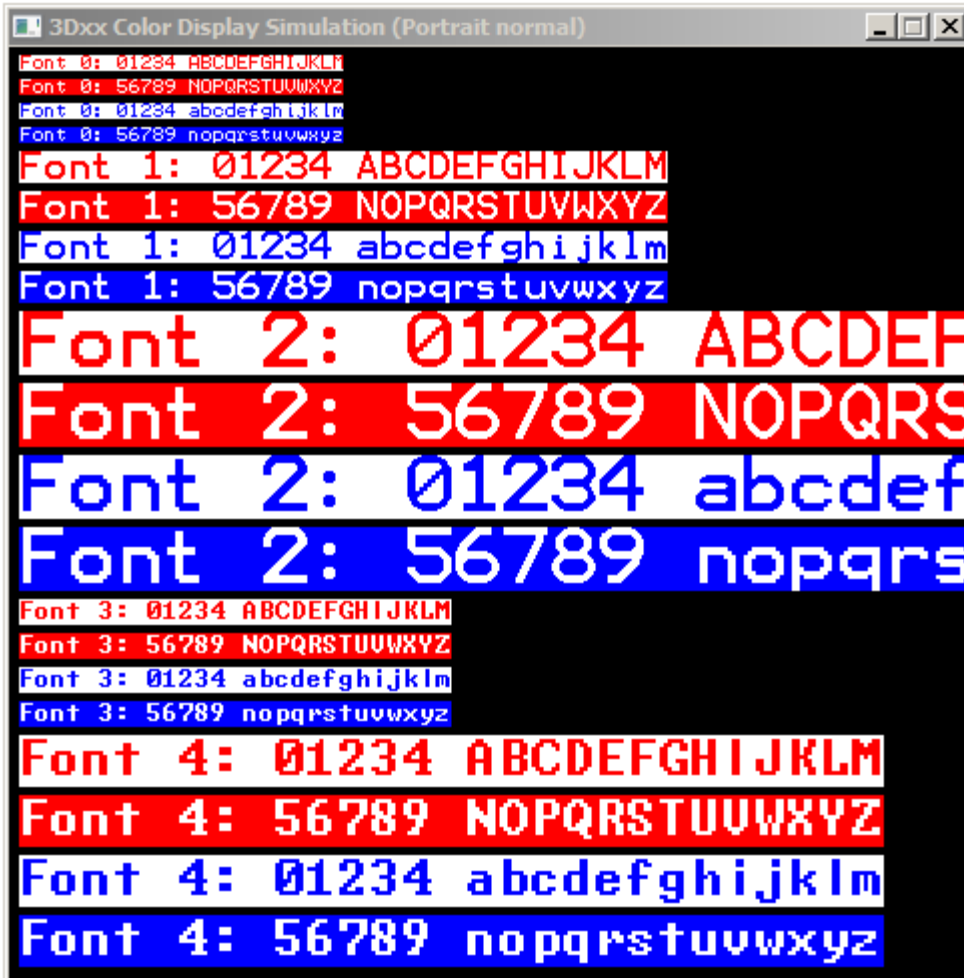 3Dxx Color Display Simulation (Portrait normal)
Font 0: 01234 ABCDEFGHIJKLM
Font 0: 56789 NOPQRSTUVWXYZ
Font 0: 01234 abcdefghijklm
Font 0: 56789 nopqrstuvwxyz
Font 1: 01234 ABCDEFGHIJKLM
Font 1: 56789 NOPQRSTUVWXYZ
Font 1: 01234 abcdefghijklm
Font 1: 56789 nopqrstuvwxyz
Font 2: 01234 ABCDEF
Font 2: 56789 NOPQRS
Font 2: 01234 abcdef
Font 2: 56789 nopqrs
Font 3: 01234 ABCDEFGHIJKLM
Font 3: 56789 NOPQRSTUVWXYZ
Font 3: 01234 abcdefghijklm
Font 3: 56789 nopqrstuvwxyz
Font 4: 01234 ABCDEFGHIJKLM
Font 4: 56789 NOPQRSTUVWXYZ
Font 4: 01234 abcdefghijklm
Font 4: 56789 nopqrstuvwxyz